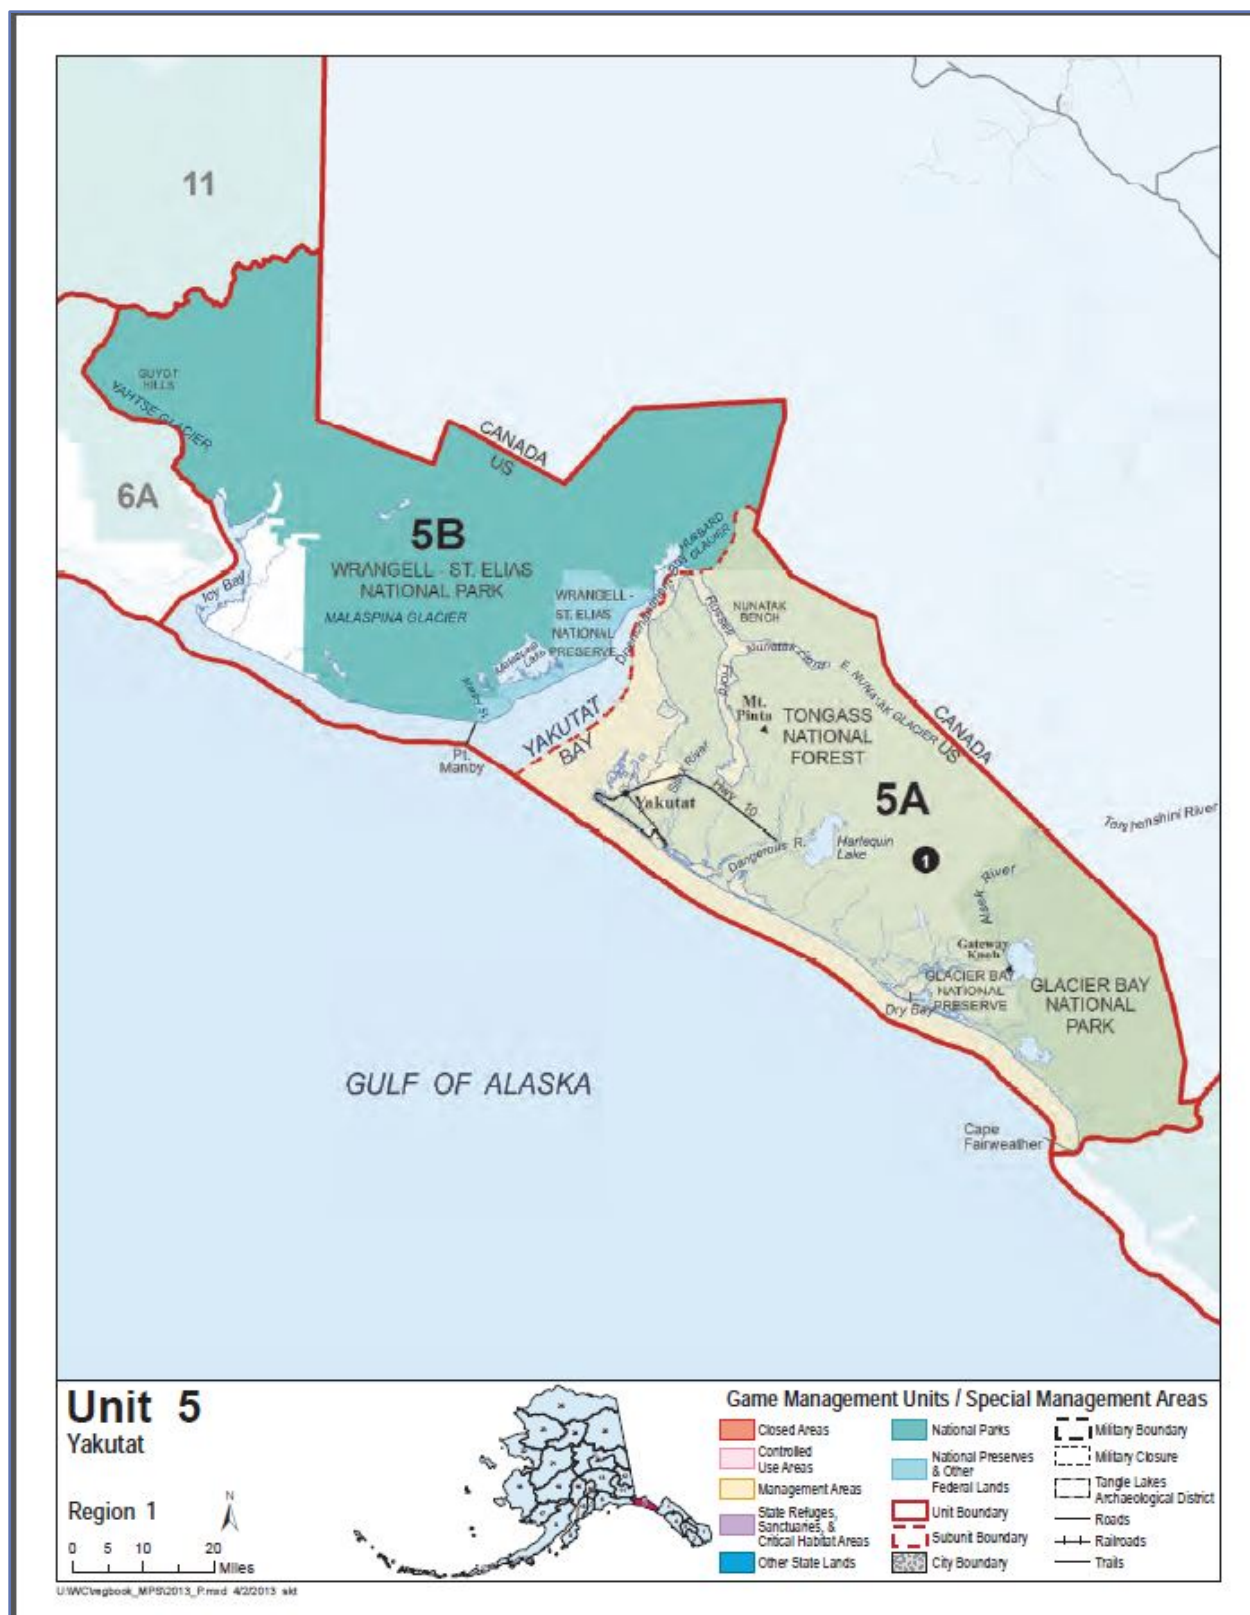 11
GUYOT
HILLS
YAHTSE GLACIER
CANADA
US
6A
5B
WRANGELL - ST. ELIAS
NATIONAL PARK
MALASPINA GLACIER
Icy Bay
HUBBARD
GLACIER
WRANGELL -
ST. ELIAS
NATIONAL
PRESERVE
Malaspina
Lake
Disenchantment Bay
Russell
Fiord
NUNATAK
BENCH
Nunatak Fiord
E. NUNATAK GLACIER
Mt.
Pinta
TONGASS
NATIONAL
FOREST
CANADA
US
YAKUTAT
BAY
Pt.
Manby
River
Hwy 10
Yakutat
5A
Dangerous R.
Harlequin
Lake
1
Alsek River
Gateway
Knob
GLACIER BAY
NATIONAL
PRESERVE
Dry Bay
GLACIER BAY
NATIONAL
PARK
GULF OF ALASKA
Cape
Fairweather
Unit 5
Yakutat
Region 1
N
0 5 10 20
Miles
Game Management Units / Special Management Areas
Closed Areas
Controlled
Use Areas
Management Areas
State Refuges,
Sanctuaries, &
Critical Habitat Areas
Other State Lands
National Parks
National Preserves
& Other
Federal Lands
Unit Boundary
Subunit Boundary
City Boundary
Military Boundary
Military Closure
Tangle Lakes
Archaeological District
Roads
Railroads
Trails